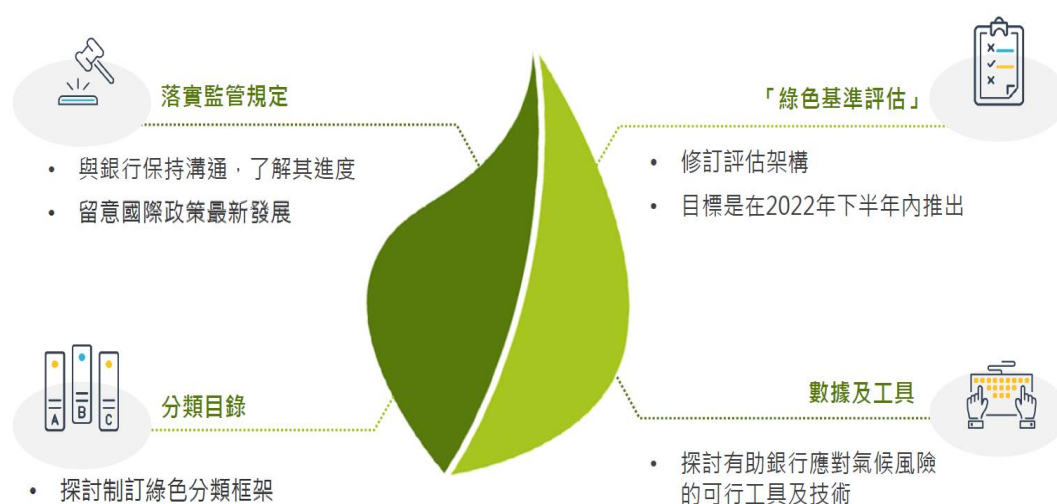 落實監管規定
• 與銀行保持溝通，了解其進度
• 留意國際政策最新發展
「綠色基準評估」
• 修訂評估架構
• 目標是在2022年下半年內推出
A
B
C
分類目錄
• 探討制訂綠色分類框架
數據及工具
• 探討有助銀行應對氣候風險
的可行工具及技術